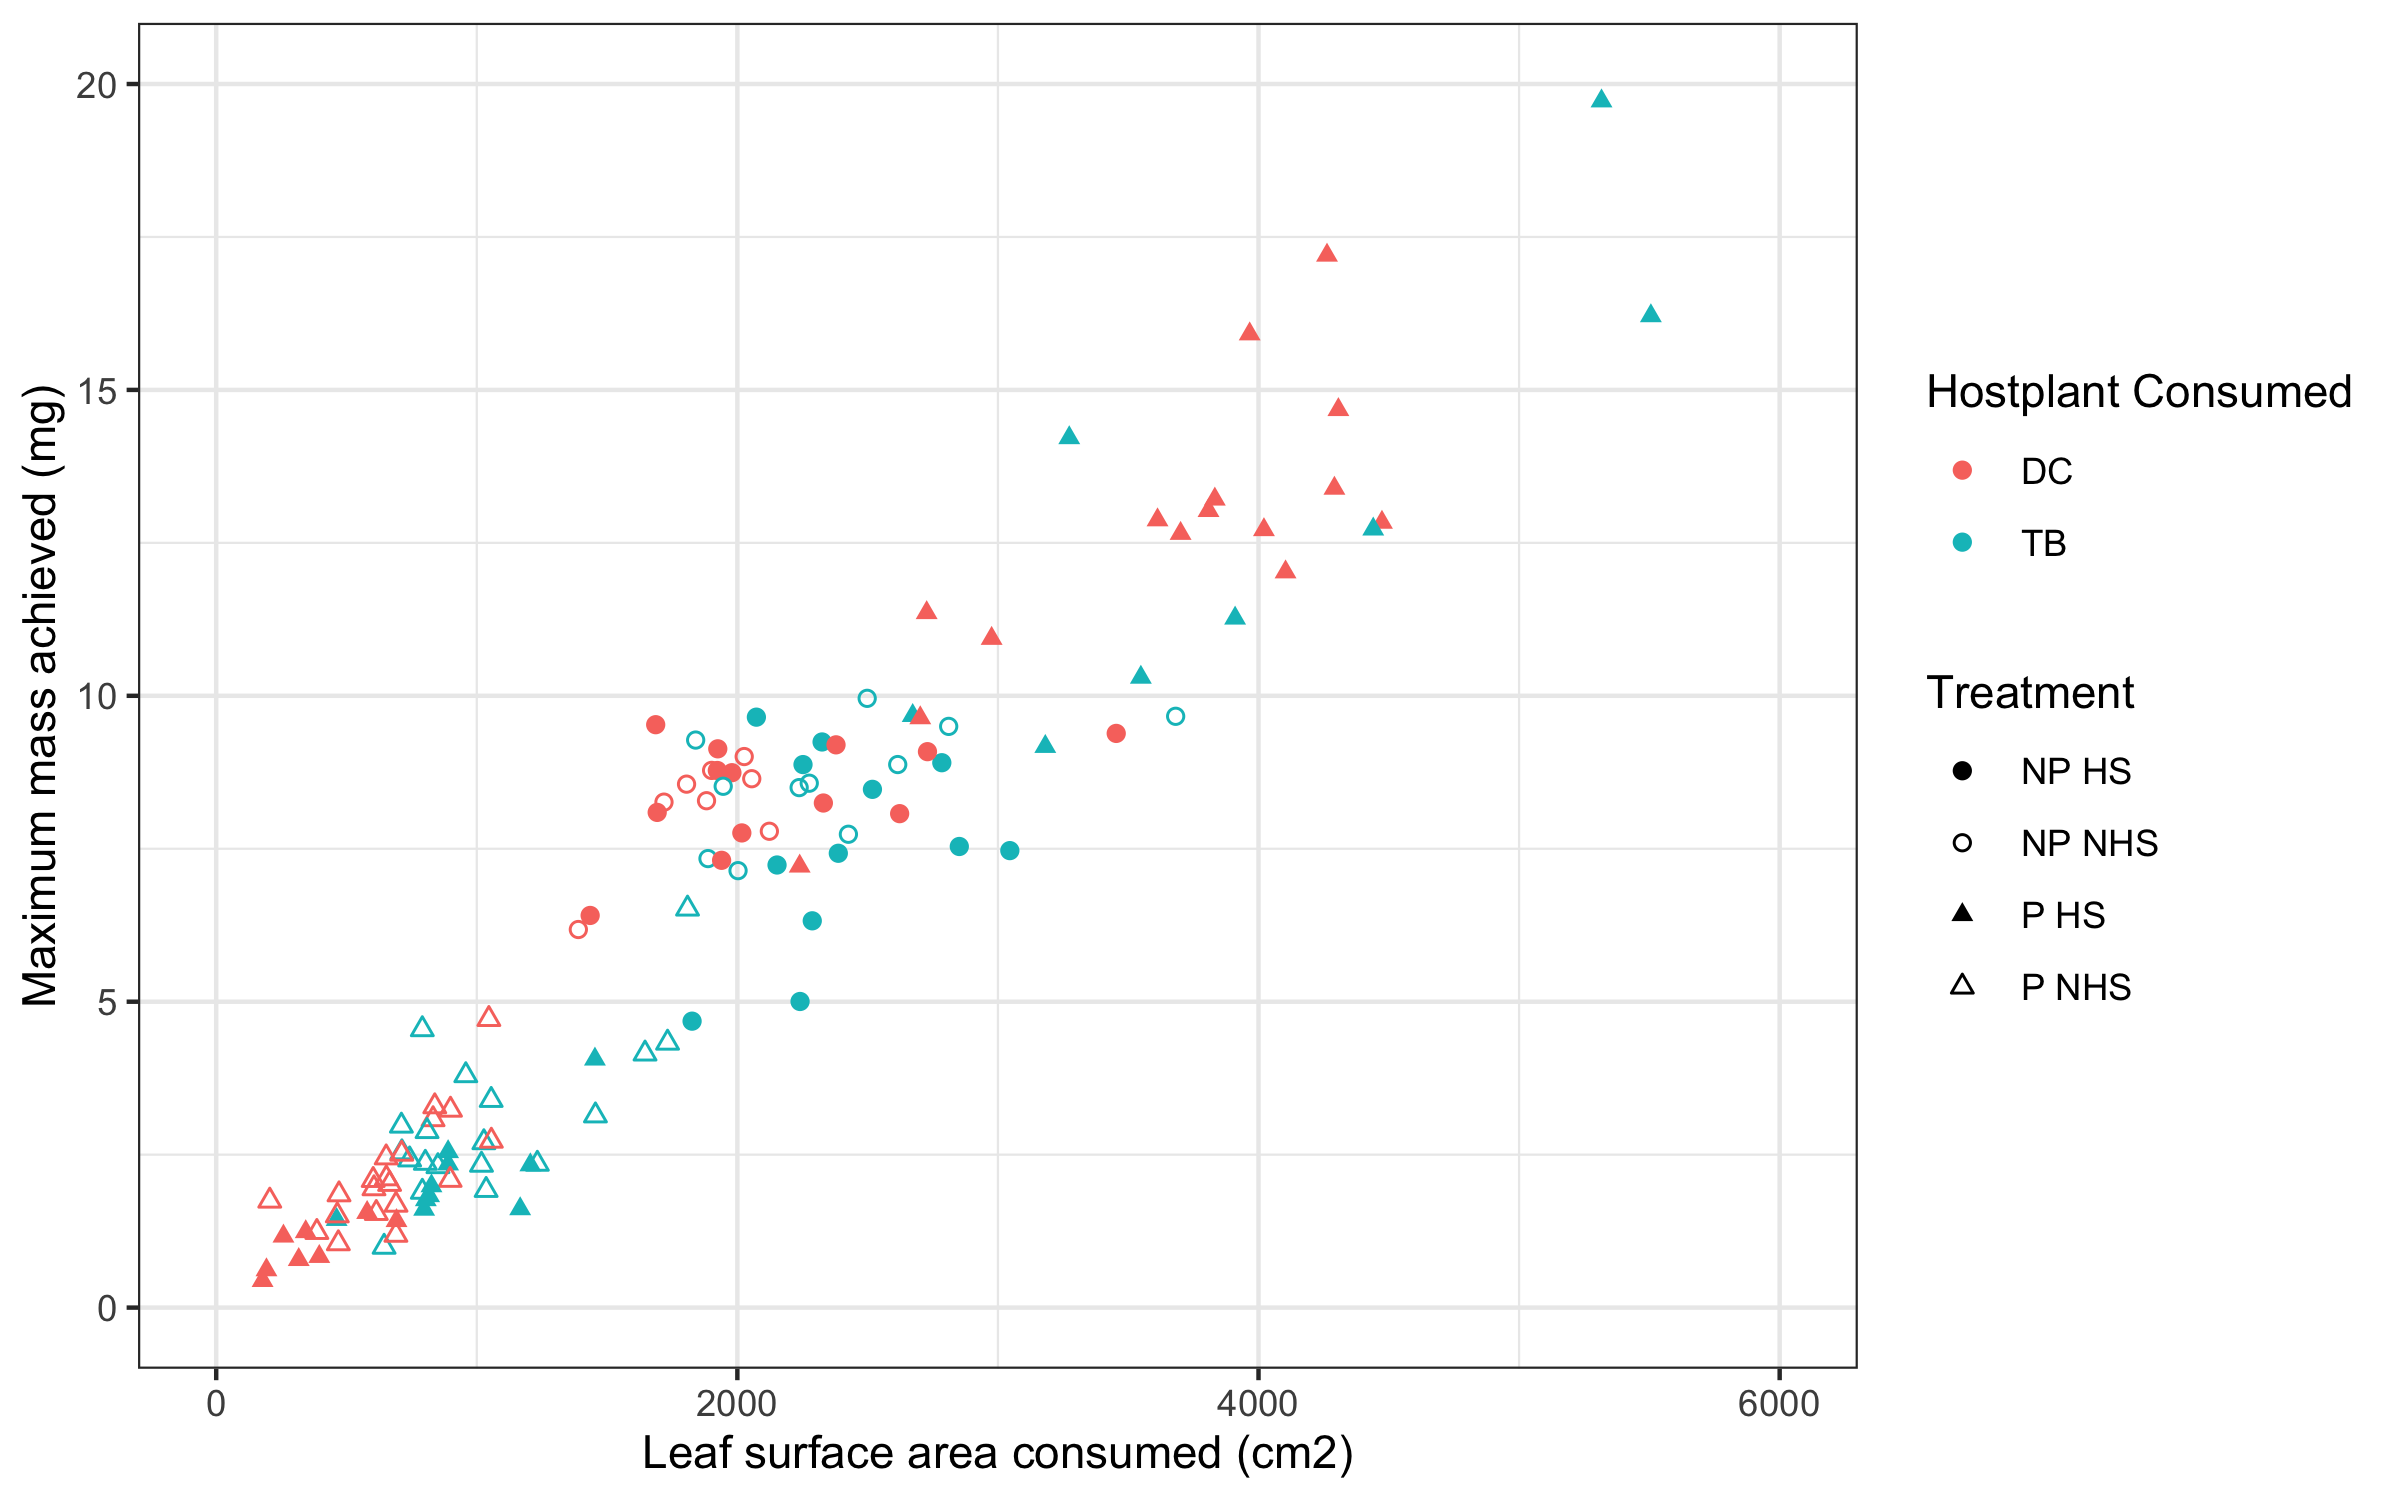 Maximum mass achieved (mg)
20
15
10
5
0
0 2000 4000 6000
Leaf surface area consumed (cm2)
Hostplant Consumed
DC
TB
Treatment
NP HS
NP NHS
P HS
P NHS